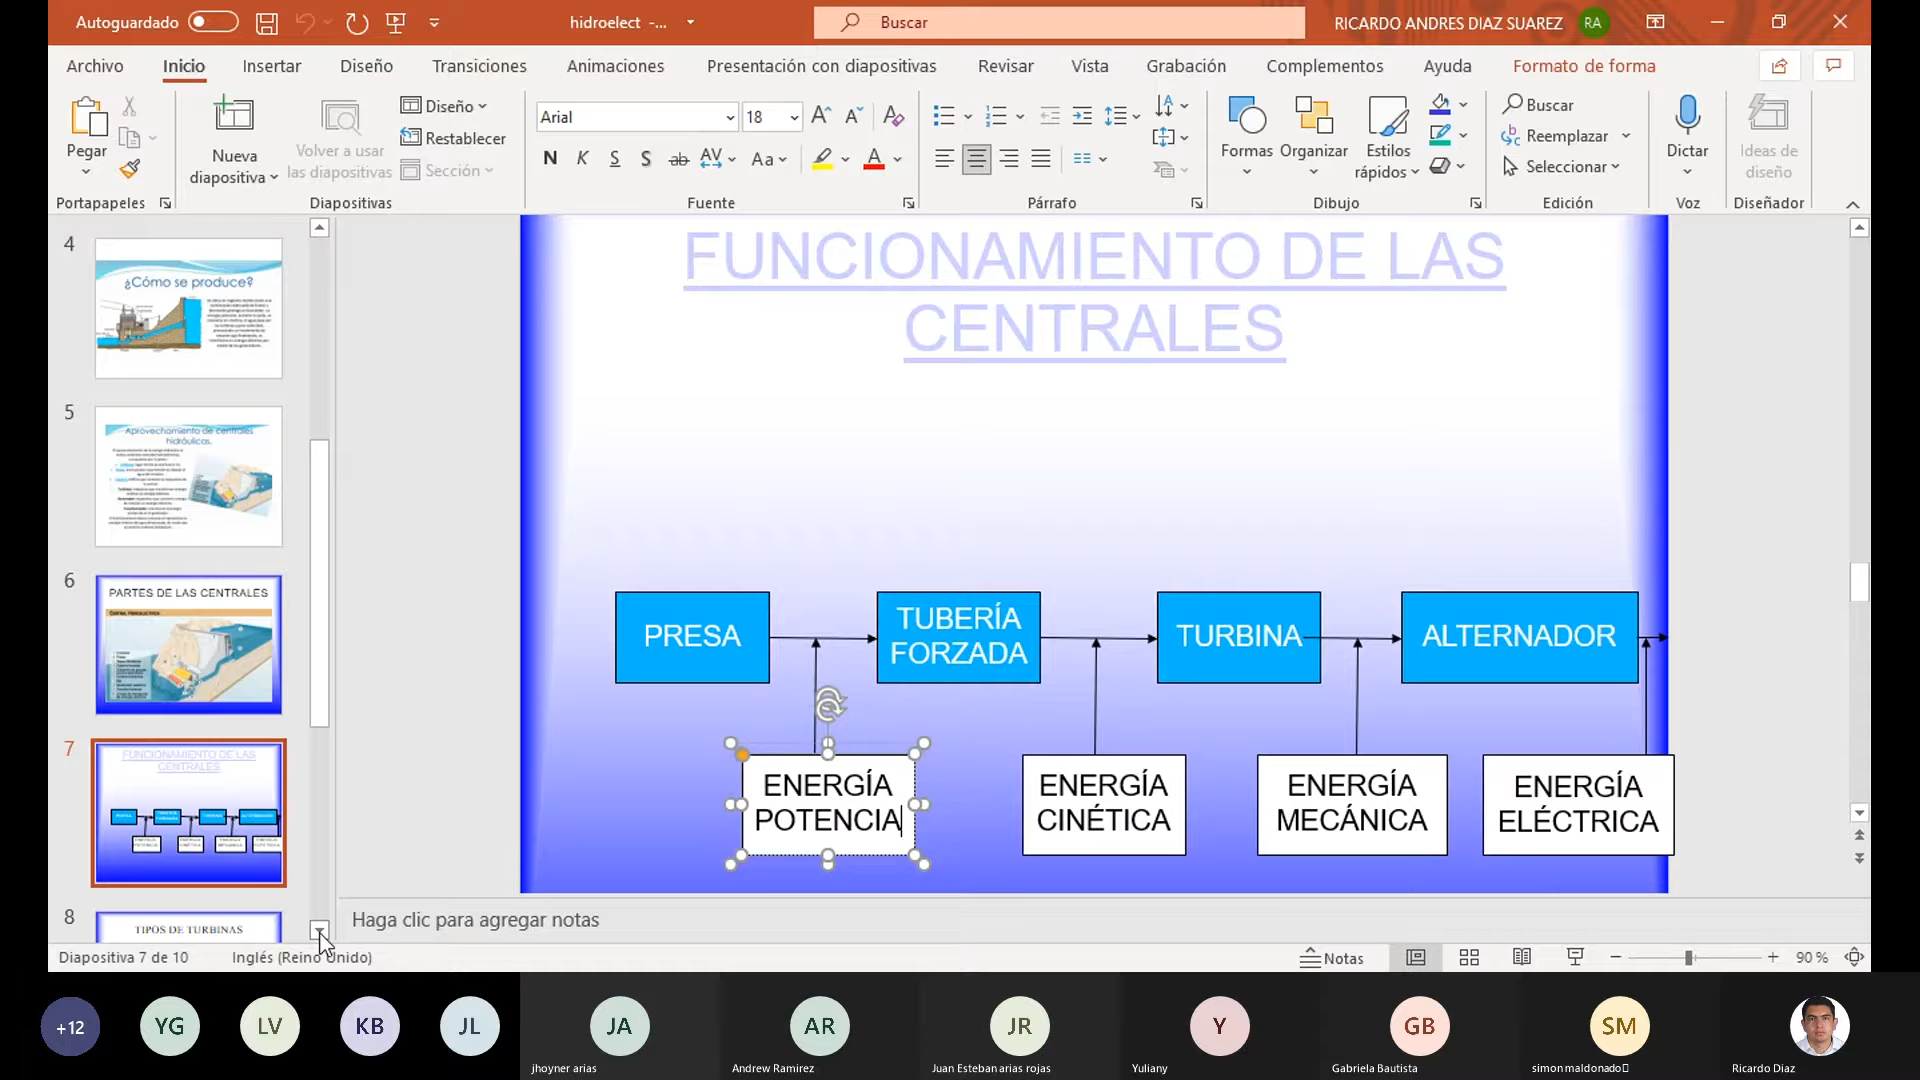 Autoguardado
hidroelect -...
Buscar
RICARDO ANDRES DIAZ SUAREZ
RA
Archivo
Inicio
Insertar
Diseño
Transiciones
Animaciones
Presentación con diapositivas
Revisar
Vista
Grabación
Complementos
Ayuda
Formato de forma
Pegar
Nueva
diapositiva
Volver a usar
las diapositivas
Diseño
Restablecer
Sección
Arial
18
N K S S ab AV Aa
Formas
Organizar
Estilos
rápidos
Buscar
Reemplazar
Seleccionar
Dictar
Ideas de
diseño
Portapapeles
Diapositivas
Fuente
Párrafo
Dibujo
Edición
Voz
Diseñador
4
¿Cómo se produce?
5
Aprovechamiento de centrales
hidráulicas.
6
PARTES DE LAS CENTRALES
7
FUNCIONAMIENTO DE LAS
CENTRALES
8
TIPOS DE TURBINAS
FUNCIONAMIENTO DE LAS
CENTRALES
PRESA
TUBERÍA
FORZADA
TURBINA
ALTERNADOR
ENERGÍA
POTENCIA
ENERGÍA
CINÉTICA
ENERGÍA
MECÁNICA
ENERGÍA
ELÉCTRICA
Haga clic para agregar notas
Diapositiva 7 de 10
Inglés (Reino Unido)
Notas
90 %
+12
YG
LV
KB
JL
JA
AR
JR
Y
GB
SM
jhoyner arias
Andrew Ramirez
Juan Esteban arias rojas
Yuliany
Gabriela Bautista
simon maldonado
Ricardo Diaz